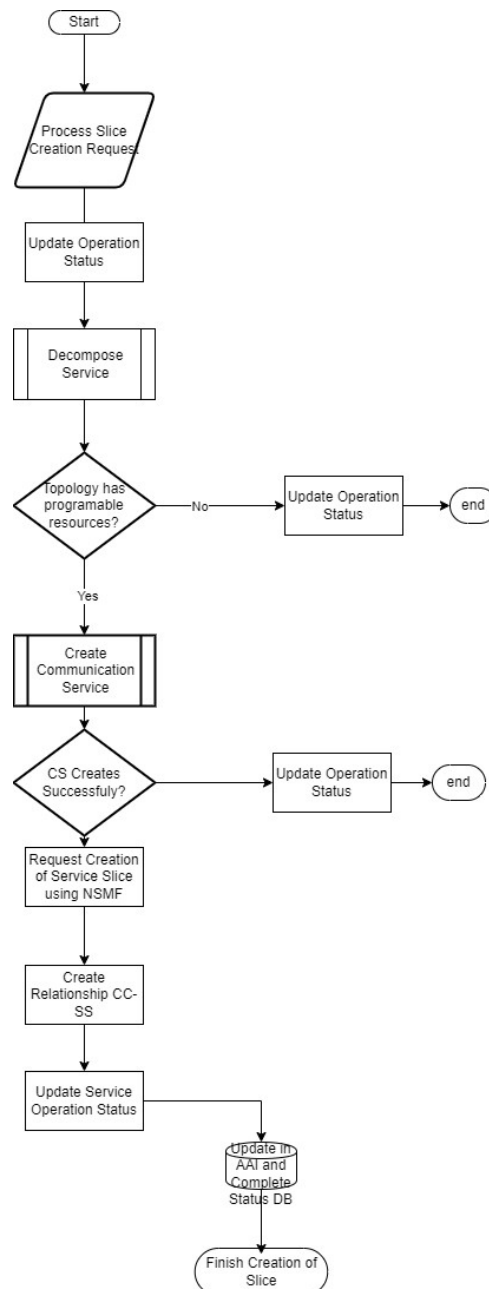 Start
Process Slice
Creation Request
Update Operation
Status
Decompose
Service
Topology has
programable
resources?
No
Update Operation
Status
end
Yes
Create
Communication
Service
CS Creates
Successfuly?
Update Operation
Status
end
Request Creation
of Service Slice
using NSMF
Create
Relationship CC-
SS
Update Service
Operation Status
Update in
AAI and
Complete
Status DB
Finish Creation of
Slice